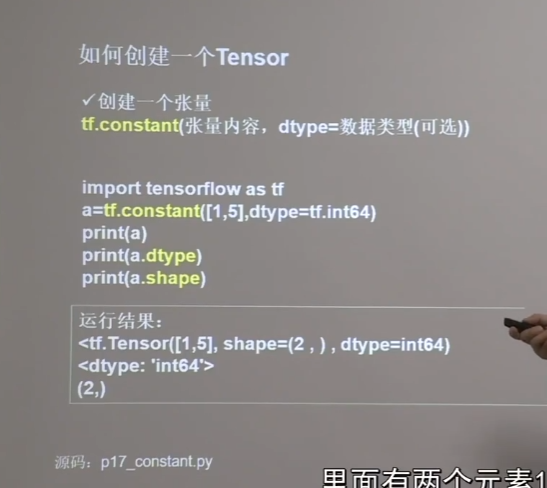 如何创建一个Tensor
✓创建一个张量
tf.constant(张量内容，dtype=数据类型(可选))
import tensorflow as tf
a=tf.constant([1,5],dtype=tf.int64)
print(a)
print(a.dtype)
print(a.shape)
运行结果：
<tf.Tensor([1,5], shape=(2 , ) , dtype=int64)
<dtype: 'int64'>
(2,)
源码：p17_constant.py
里面有两个元素1